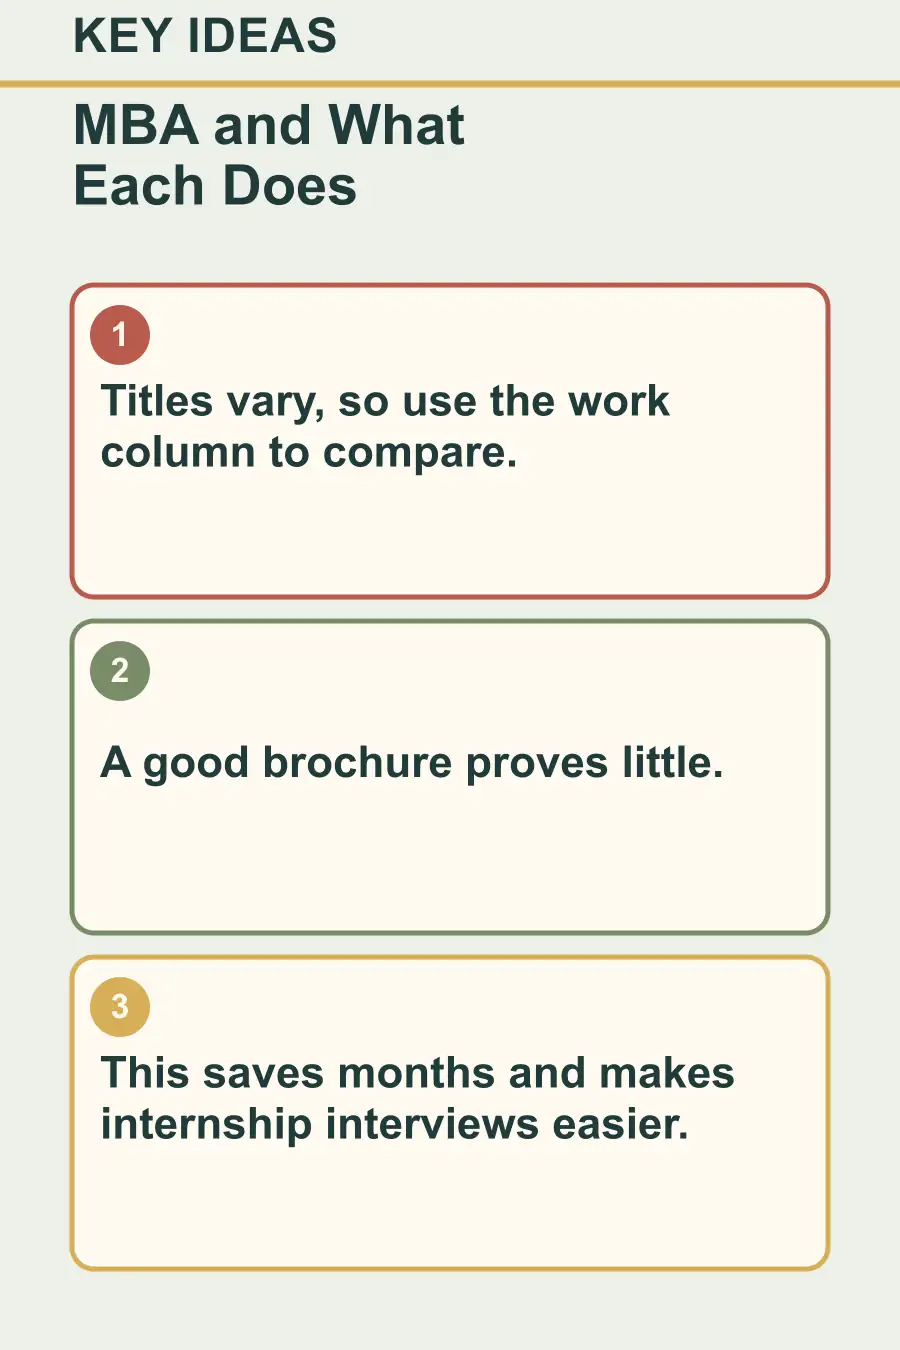 KEY IDEAS
MBA and What
Each Does
1
Titles vary, so use the work
column to compare.
2
A good brochure proves little.
3
This saves months and makes
internship interviews easier.